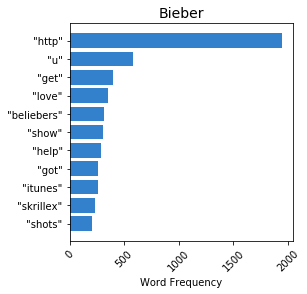 Bieber
"http"
"u"
"get"
"love"
"beliebers"
"show"
"help"
"got"
"itunes"
"skrillex"
"shots"
0 500 1000 1500 2000
Word Frequency